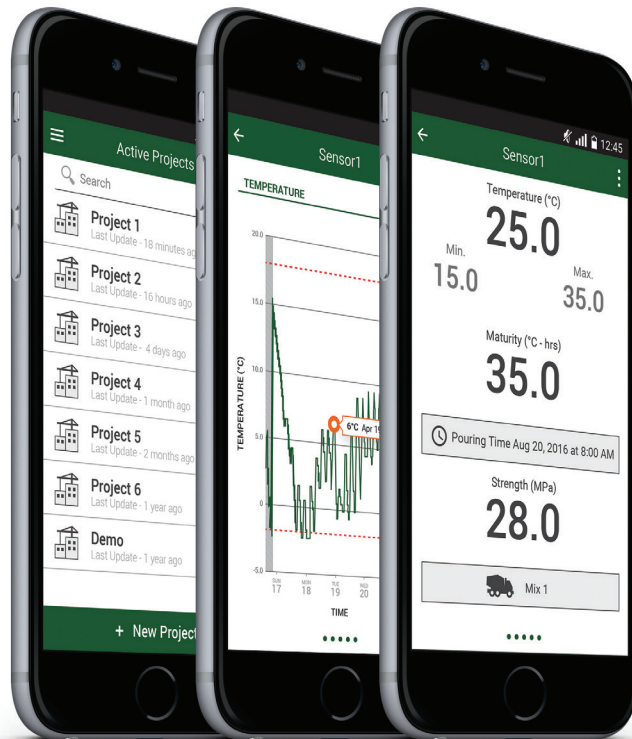 Active Projects
Search
Project 1
Last Update - 18 minutes ag
Project 2
Last Update - 16 hours ago
Project 3
Last Update - 4 days ago
Project 4
Last Update - 1 month ago
Project 5
Last Update - 2 months ago
Project 6
Last Update - 1 year ago
Demo
Last Update - 1 year ago
+ New Project
Sensor1
TEMPERATURE
20.0
15.0
10.0
5.0
0
-5.0
TEMPERATURE (°C)
6°C Apr 19
SUN MON TUE WED
17 18 19 20
TIME
12:45
Sensor1
Temperature (°C)
25.0
Min. Max.
15.0 35.0
Maturity (°C - hrs)
35.0
Pouring Time Aug 20, 2016 at 8:00 AM
Strength (MPa)
28.0
Mix 1